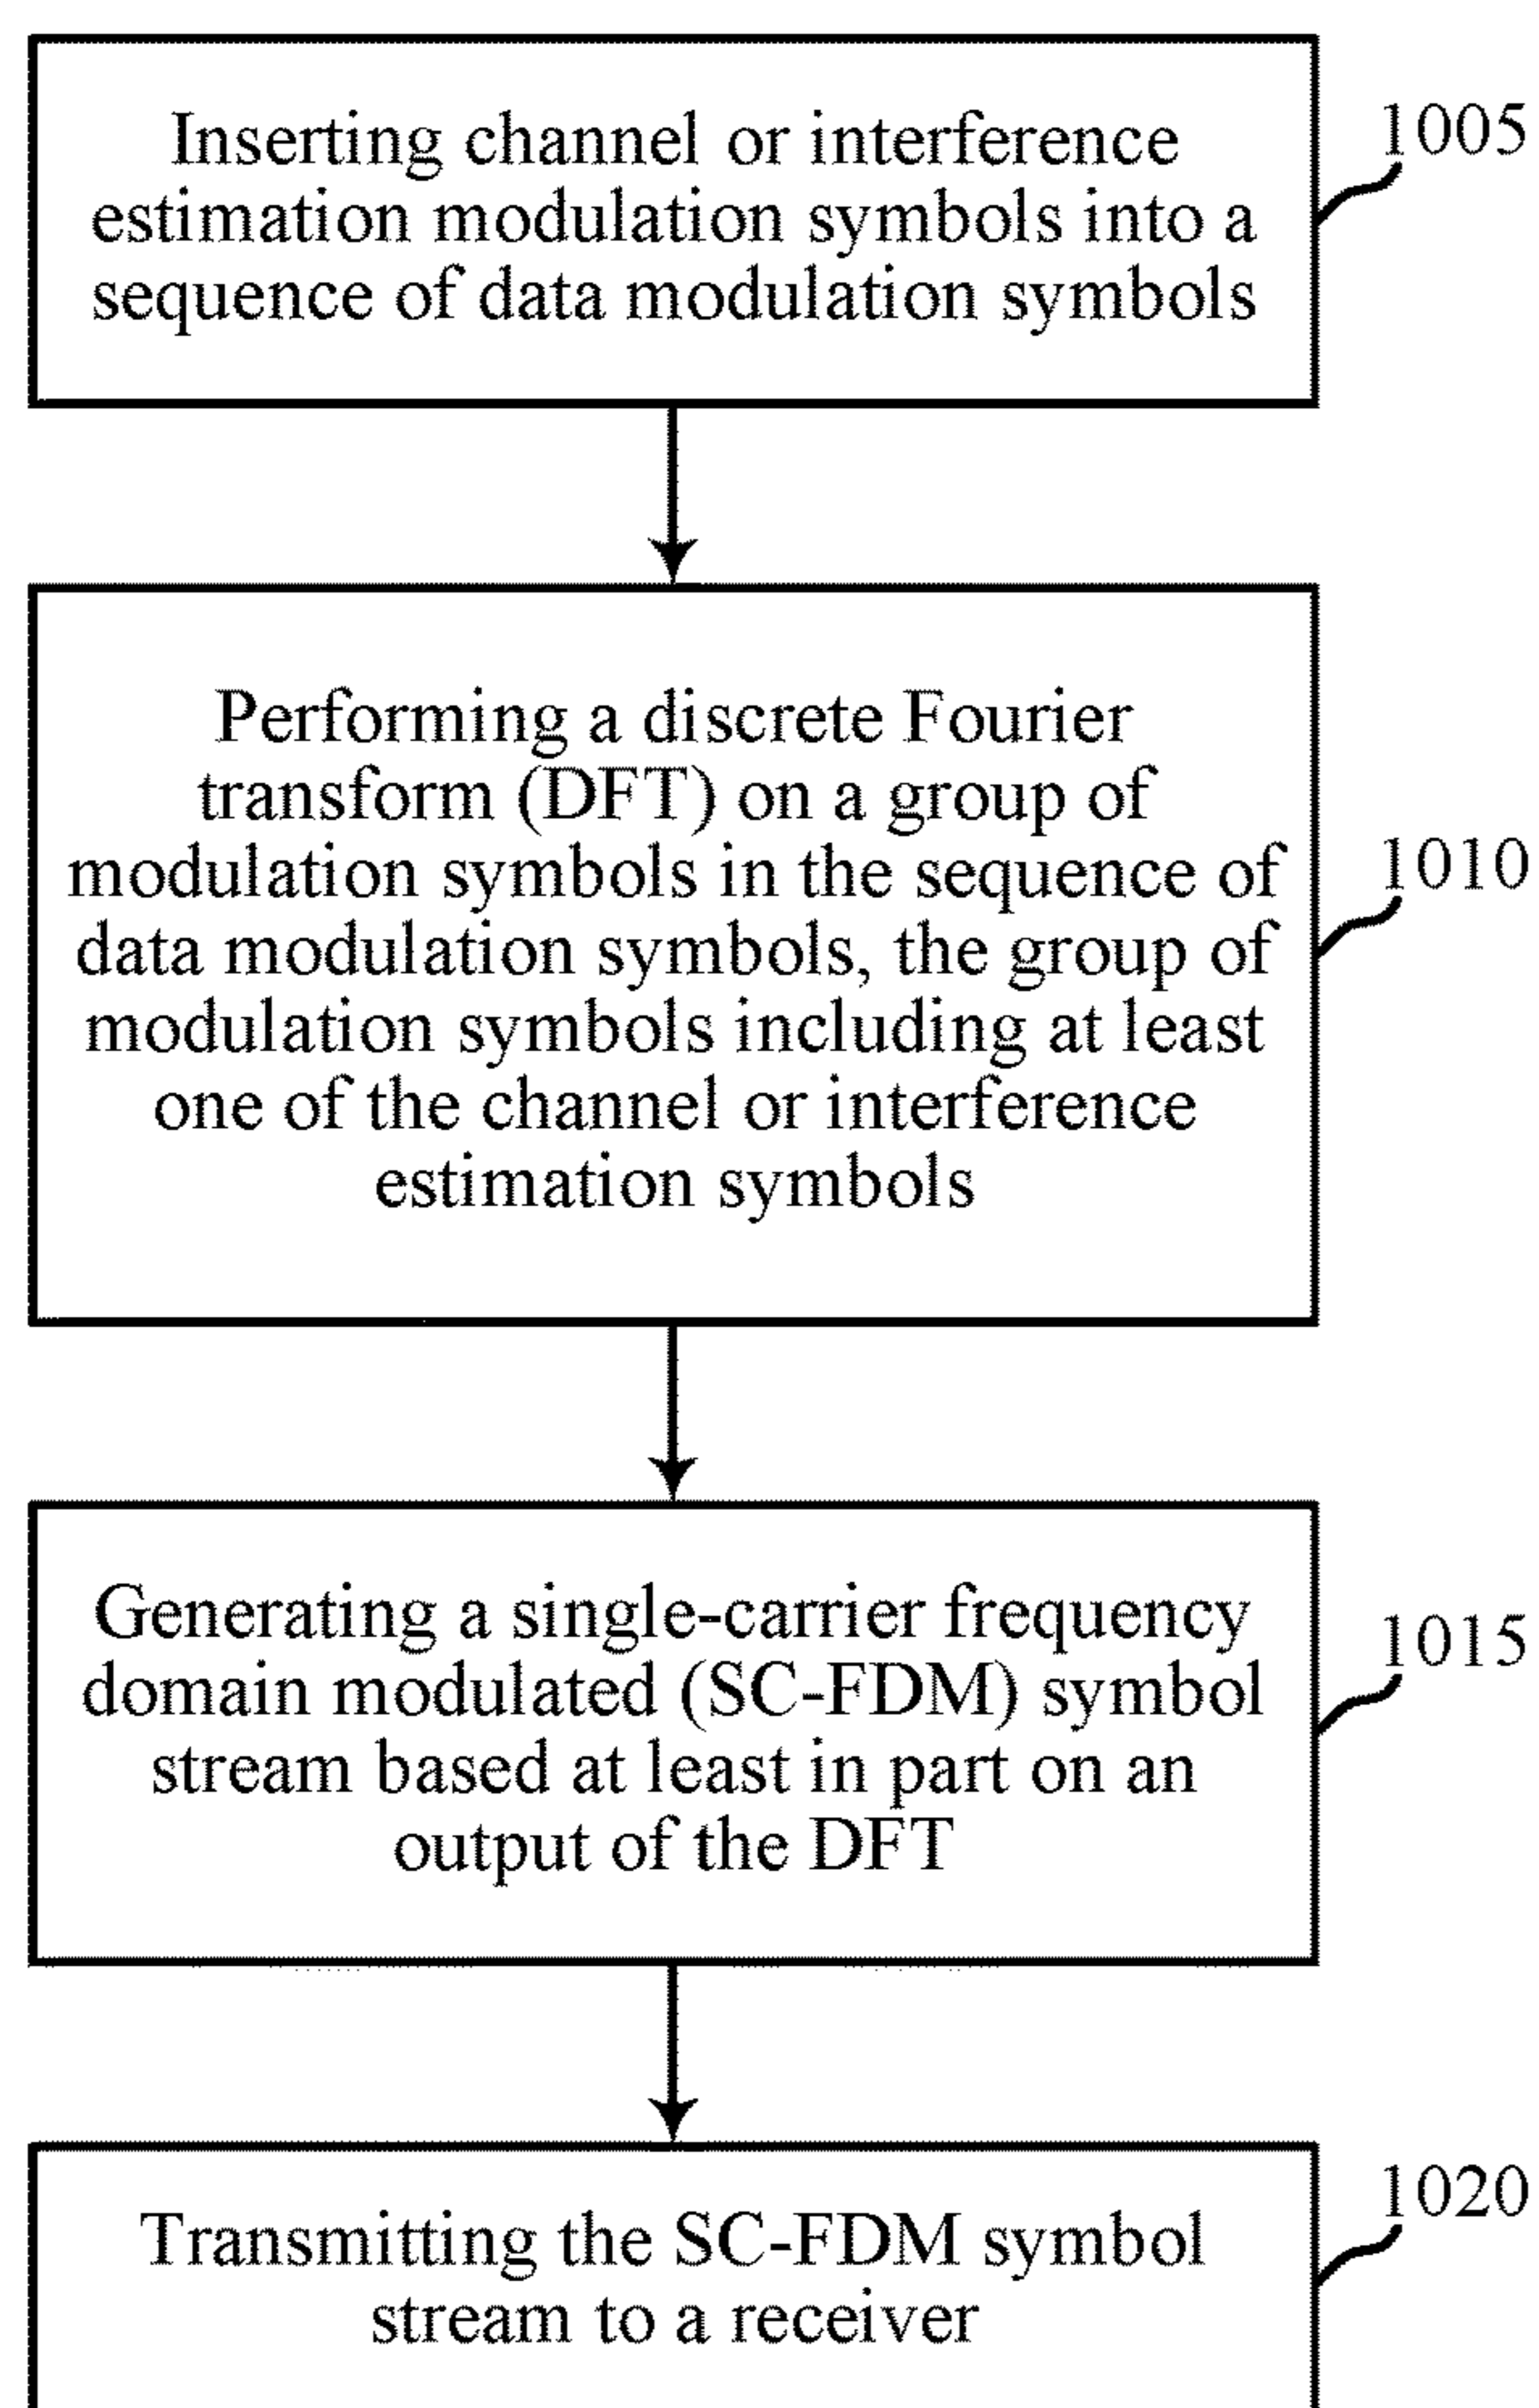 Inserting channel or interference
estimation modulation symbols into a
sequence of data modulation symbols
1005
Performing a discrete Fourier
transform (DFT) on a group of
modulation symbols in the sequence of
data modulation symbols, the group of
modulation symbols including at least
one of the channel or interference
estimation symbols
1010
Generating a single-carrier frequency
domain modulated (SC-FDM) symbol
stream based at least in part on an
output of the DFT
1015
Transmitting the SC-FDM symbol
stream to a receiver
1020